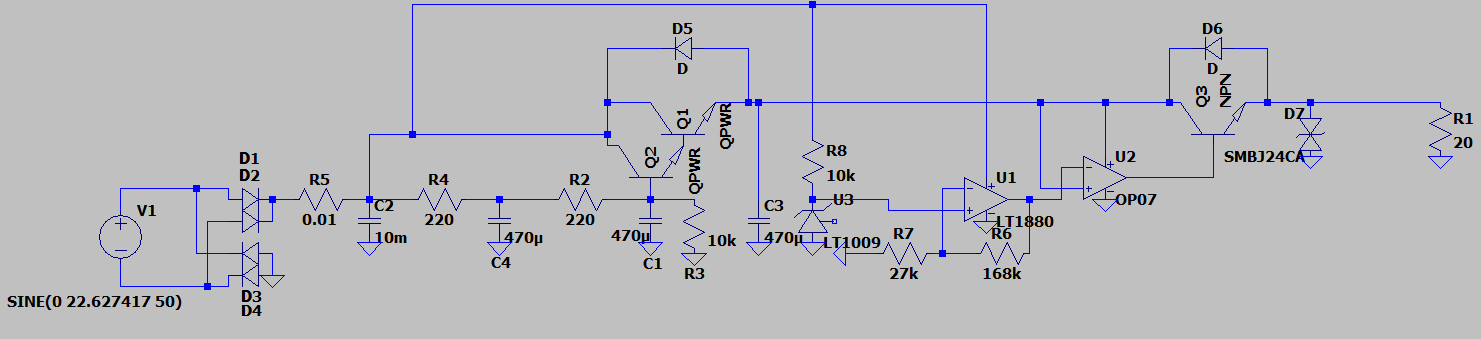 D5
D
D6
D
Q1
QPWR
Q2
QPWR
Q3
NPN
D7
SMBJ24CA
R1
20
D1
D2
R5
0.01
C2
10m
R4
220
470µ
C4
R2
220
470µ
C1
10k
R3
C3
470µ
R8
10k
U3
LT1009
U1
LT1880
R7
27k
R6
168k
U2
OP07
V1
D3
D4
SINE(0 22.627417 50)